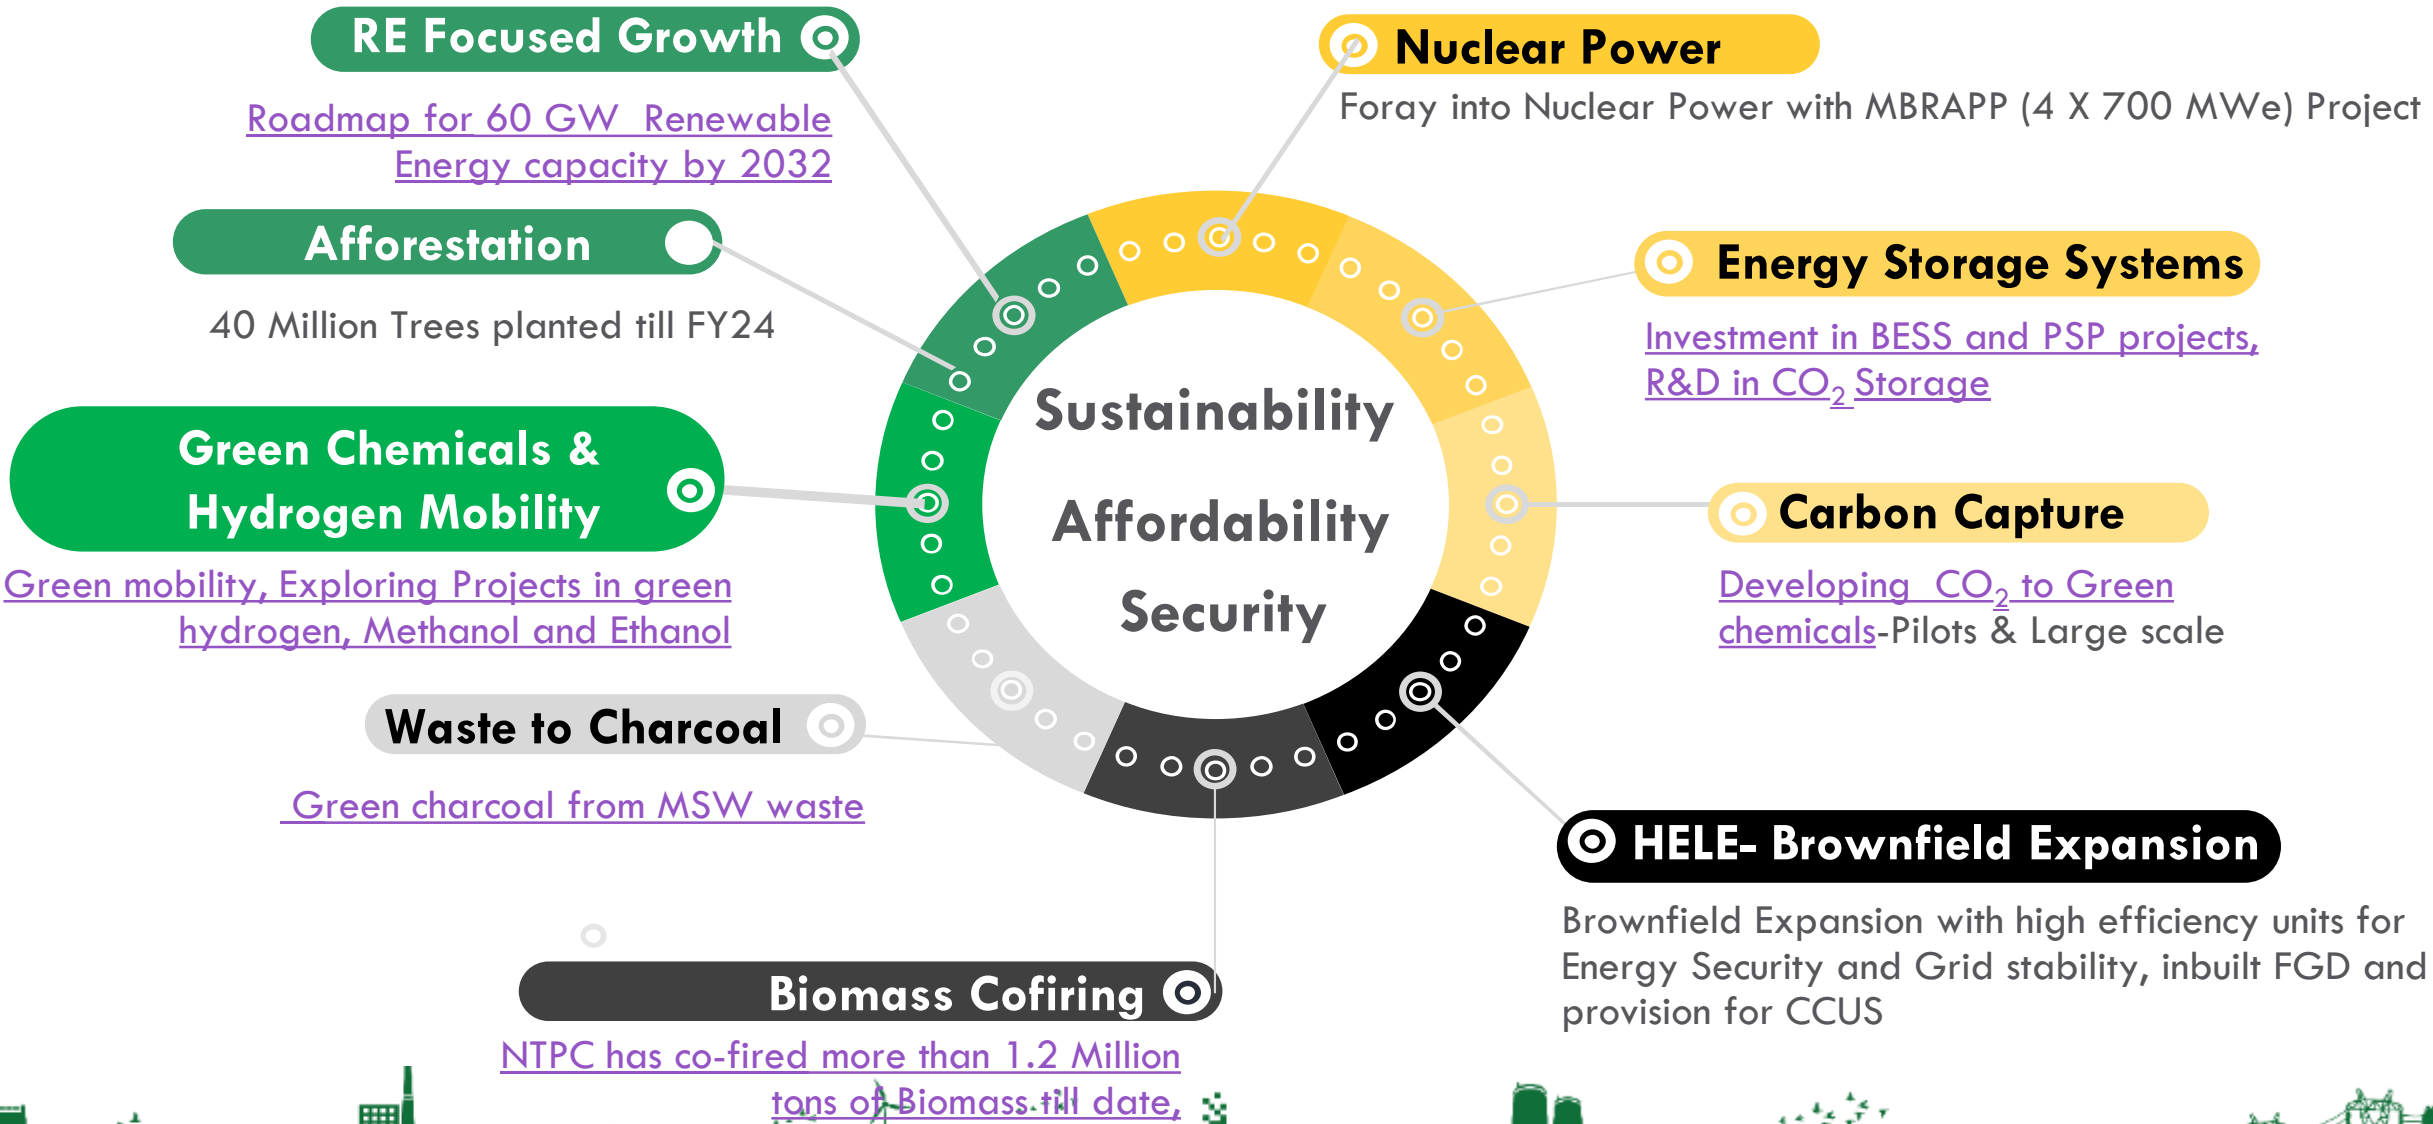 RE Focused Growth
Roadmap for 60 GW Renewable
Energy capacity by 2032
Afforestation
40 Million Trees planted till FY24
Green Chemicals &
Hydrogen Mobility
Green mobility, Exploring Projects in green
hydrogen, Methanol and Ethanol
Waste to Charcoal
Green charcoal from MSW waste
Biomass Cofiring
NTPC has co-fired more than 1.2 Million
tons of Biomass till date,
Sustainability
Affordability
Security
Nuclear Power
Foray into Nuclear Power with MBRAPP (4 X 700 MWe) Project
Energy Storage Systems
Investment in BESS and PSP projects,
R&D in CO₂ Storage
Carbon Capture
Developing CO₂ to Green
chemicals-Pilots & Large scale
HELE- Brownfield Expansion
Brownfield Expansion with high efficiency units for
Energy Security and Grid stability, inbuilt FGD and
provision for CCUS